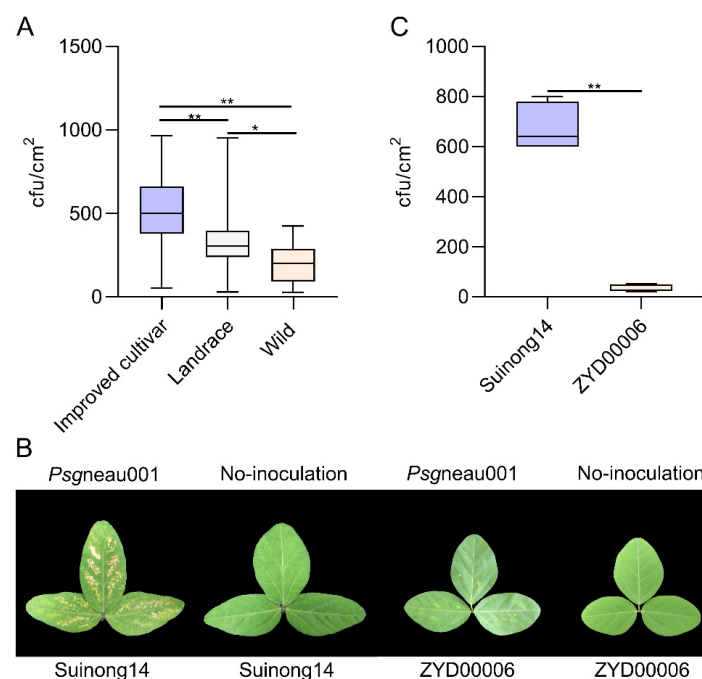 A
1500
1000
500
0
cfu/cm²
**
**
*
Improved cultivar
Landrace
Wild
C
1000
800
600
400
200
0
cfu/cm²
**
Suinong14
ZYD00006
B
Psgneau001 No-inoculation Psgneau001 No-inoculation
Suinong14 Suinong14 ZYD00006 ZYD00006